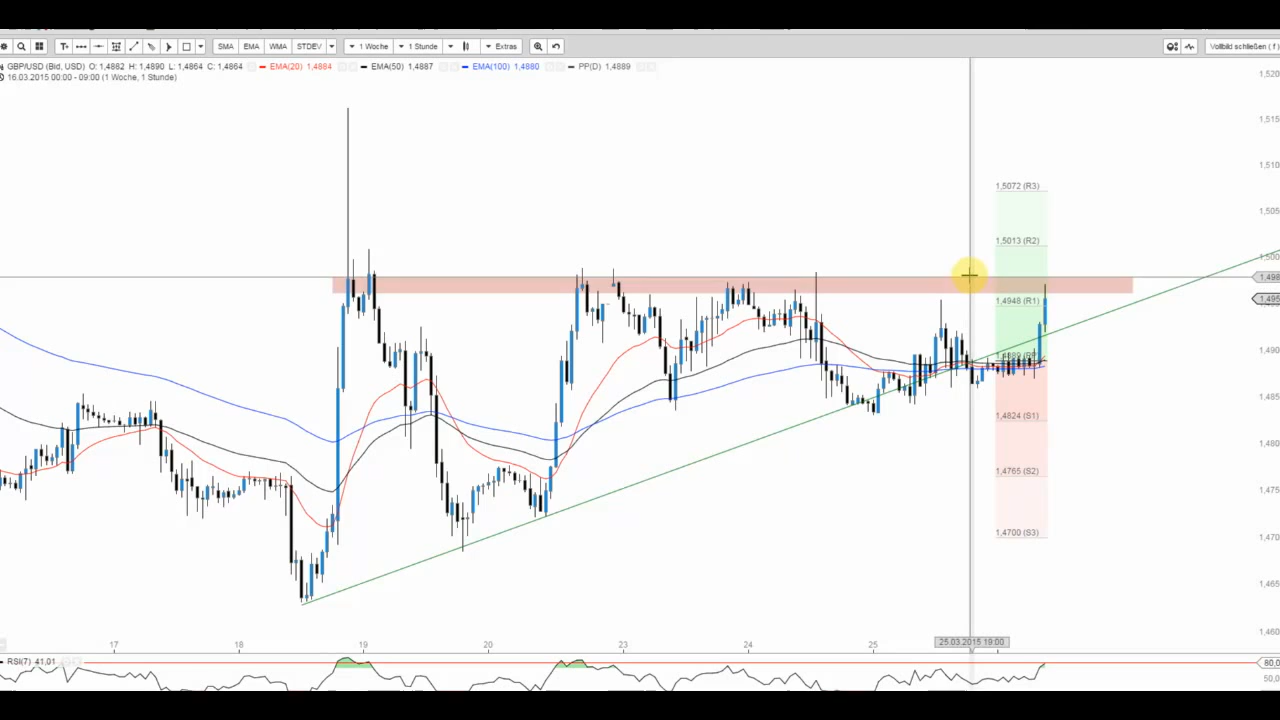 T+ SMA EMA WMA STDEV 1 Woche 1 Stunde Extras Vollbild schließen ( f )
GBP/USD (Bid, USD) O: 1,4862 H: 1,4890 L: 1,4864 C: 1,4864 EMA(20) 1,4884 EMA(50) 1,4887 EMA(100) 1,4880 PP(D) 1,4889
16.03.2015 00:00 - 09:00 (1 Woche, 1 Stunde)
1,520
1,515
1,510
1,5072 (R3)
1,505
1,5013 (R2)
1,500
1,498
1,4948 (R1)
1,495
1,490
1,485
1,4824 (S1)
1,480
1,4765 (S2)
1,475
1,4700 (S3)
1,470
1,465
1,460
17 18 19 20 23 24 25
25.03.2015 19:00
RSI(7) 41,01
80,0
50,0